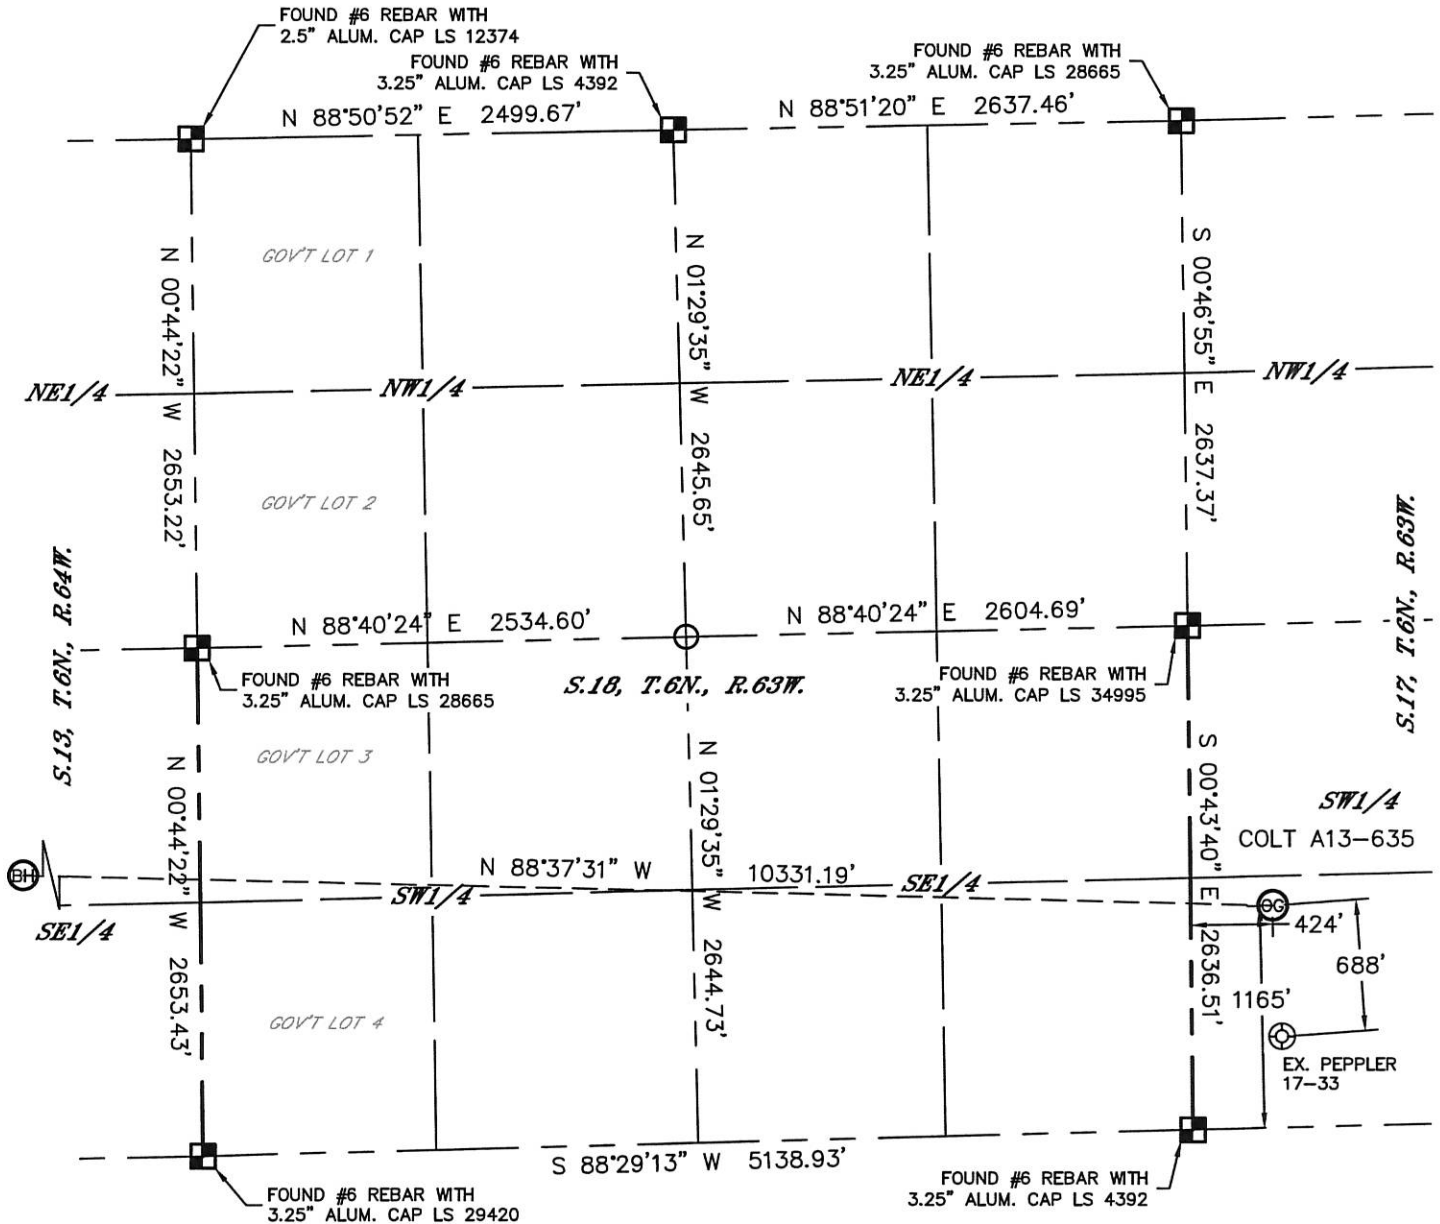 FOUND #6 REBAR WITH
2.5" ALUM. CAP LS 12374
FOUND #6 REBAR WITH
3.25" ALUM. CAP LS 4392
FOUND #6 REBAR WITH
3.25" ALUM. CAP LS 28665
N 88°50'52" E 2499.67'
N 88°51'20" E 2637.46'
GOV'T LOT 1
N 00°44'22" W 2653.22'
N 01°29'35" W 2645.65'
S 00°46'55" E 2637.37'
NE1/4
NW1/4
NE1/4
NW1/4
GOV'T LOT 2
S.13, T.6N., R.64W.
S.17, T.6N., R.63W.
N 88°40'24" E 2534.60'
N 88°40'24" E 2604.69'
FOUND #6 REBAR WITH
3.25" ALUM. CAP LS 28665
S.18, T.6N., R.63W.
FOUND #6 REBAR WITH
3.25" ALUM. CAP LS 34995
GOV'T LOT 3
N 00°44'22" W 2653.43'
N 01°29'35" W 2644.73'
S 00°43'40" E 2636.51'
SW1/4
COLT A13-635
BH
N 88°37'31" W 10331.19'
SW1/4
SE1/4
SE1/4
OG
424'
688'
1165'
GOV'T LOT 4
EX. PEPPLER
17-33
S 88°29'13" W 5138.93'
FOUND #6 REBAR WITH
3.25" ALUM. CAP LS 29420
FOUND #6 REBAR WITH
3.25" ALUM. CAP LS 4392